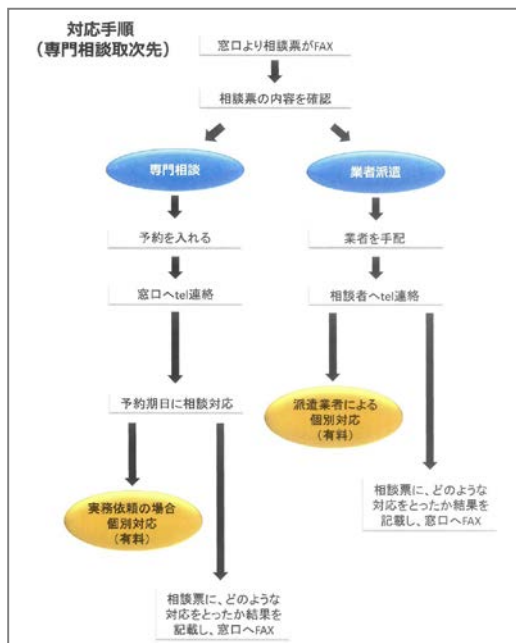 対応手順
（専門相談取次先）
窓口より相談票がFAX
相談票の内容を確認
専門相談
業者派遣
予約を入れる
業者を手配
窓口へtel連絡
相談者へtel連絡
予約期日に相談対応
派遣業者による
個別対応
（有料）
実務依頼の場合
個別対応
（有料）
相談票に、どのような
対応をとったか結果を
記載し、窓口へFAX
相談票に、どのような
対応をとったか結果を
記載し、窓口へFAX